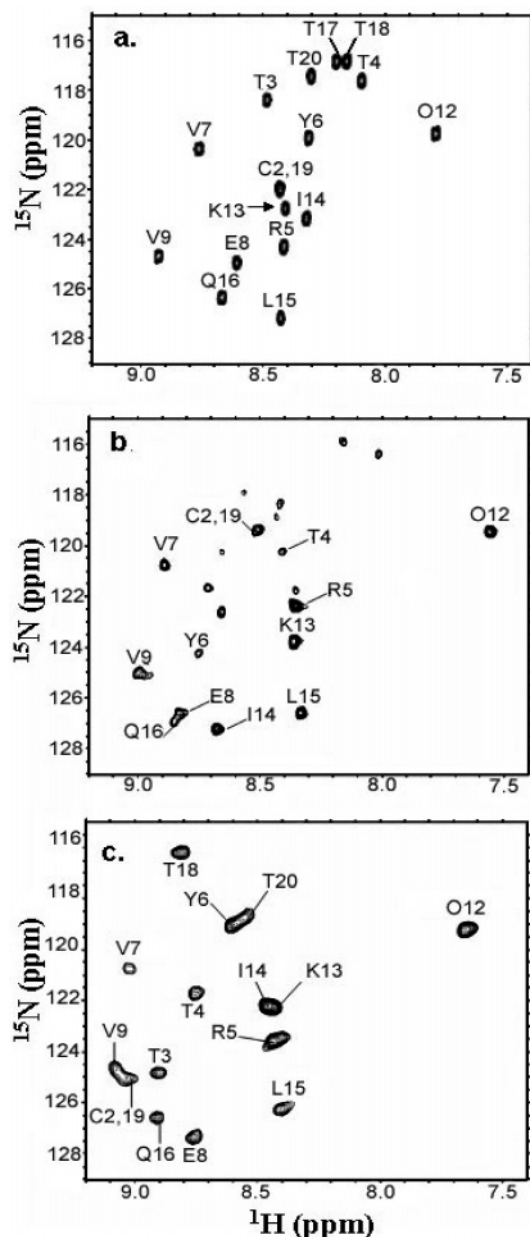 a.
T17 T18
T20
T4
T3
V7
Y6
O12
C2,19
K13
I14
R5
V9
E8
Q16
L15
116
118
120
122
124
126
128
15N (ppm)
9.0 8.5 8.0 7.5
b
C2,19
V7
T4
O12
R5
K13
Y6
V9
E8
L15
Q16
I14
116
118
120
122
124
126
128
15N (ppm)
9.0 8.5 8.0 7.5
c.
T18
Y6
T20
O12
V7
I14
K13
T4
V9
R5
T3
L15
C2,19
Q16
E8
116
118
120
122
124
126
128
15N (ppm)
9.0 8.5 8.0 7.5
1H (ppm)